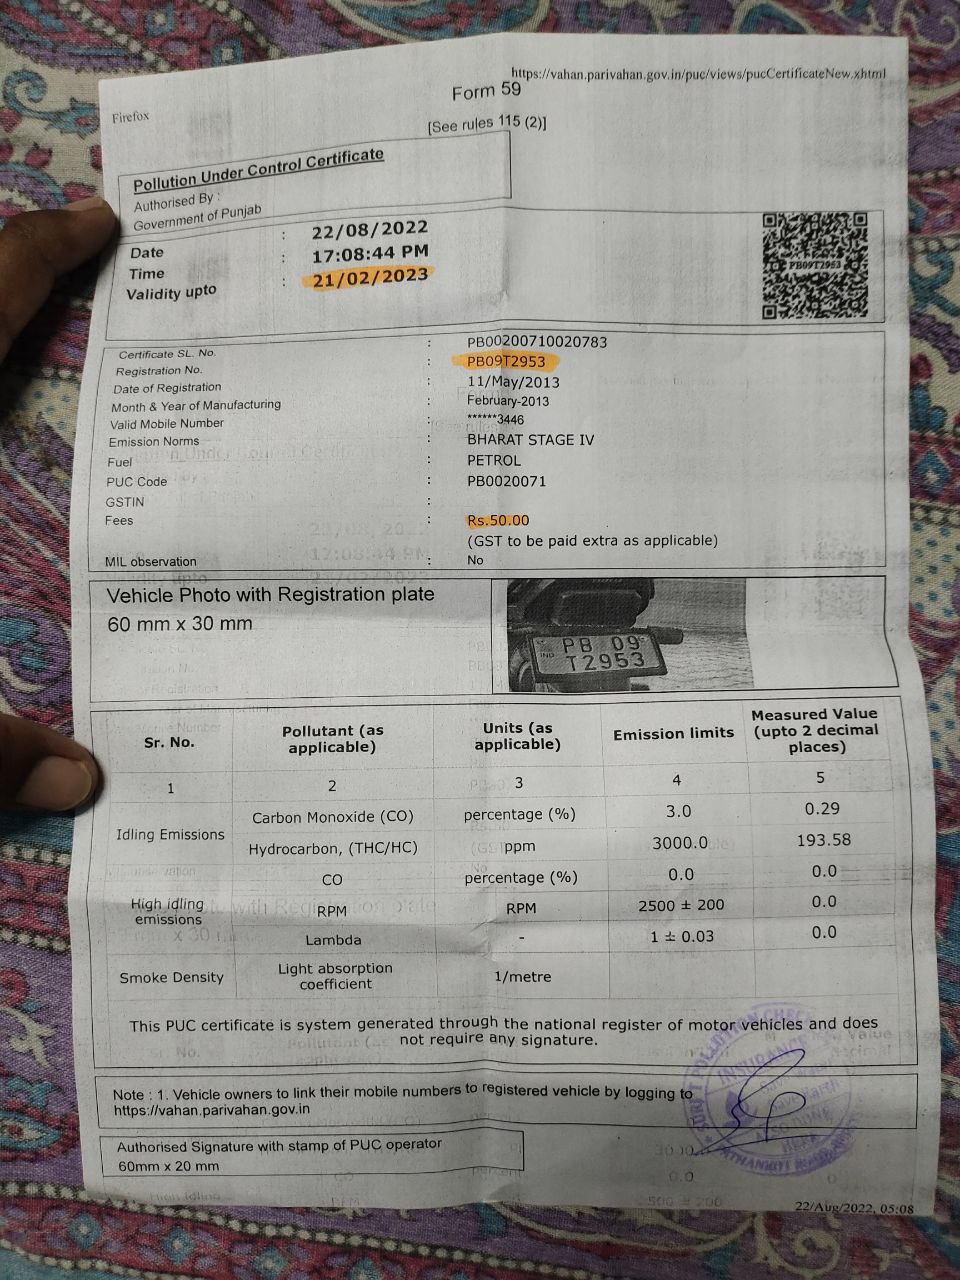 https://vahan.parivahan.gov.in/puc/views/pucCertificateNew.xhtml
Firefox
Form 59
[See rules 115 (2)]
Pollution Under Control Certificate
Authorised By :
Government of Punjab
Date : 22/08/2022
Time : 17:08:44 PM
Validity upto : 21/02/2023
PB09T2953
Certificate SL. No. : PB00200710020783
Registration No. : PB09T2953
Date of Registration : 11/May/2013
Month & Year of Manufacturing : February-2013
Valid Mobile Number : ******3446
Emission Norms : BHARAT STAGE IV
Fuel : PETROL
PUC Code : PB0020071
GSTIN :
Fees : Rs.50.00
(GST to be paid extra as applicable)
MIL observation : No
Vehicle Photo with Registration plate
60 mm x 30 mm
IND
PB 09
T2953
Sr. No. Pollutant (as applicable) Units (as applicable) Emission limits Measured Value (upto 2 decimal places)
1 2 3 4 5
Idling Emissions Carbon Monoxide (CO) percentage (%) 3.0 0.29
Hydrocarbon, (THC/HC) ppm 3000.0 193.58
High idling emissions CO percentage (%) 0.0 0.0
RPM RPM 2500 ± 200 0.0
Lambda - 1 ± 0.03 0.0
Smoke Density Light absorption coefficient 1/metre
This PUC certificate is system generated through the national register of motor vehicles and does
not require any signature.
Note : 1. Vehicle owners to link their mobile numbers to registered vehicle by logging to
https://vahan.parivahan.gov.in
Authorised Signature with stamp of PUC operator
60mm x 20 mm
POLLUTION CHECK
INSURANCE
22/Aug/2022, 05:08